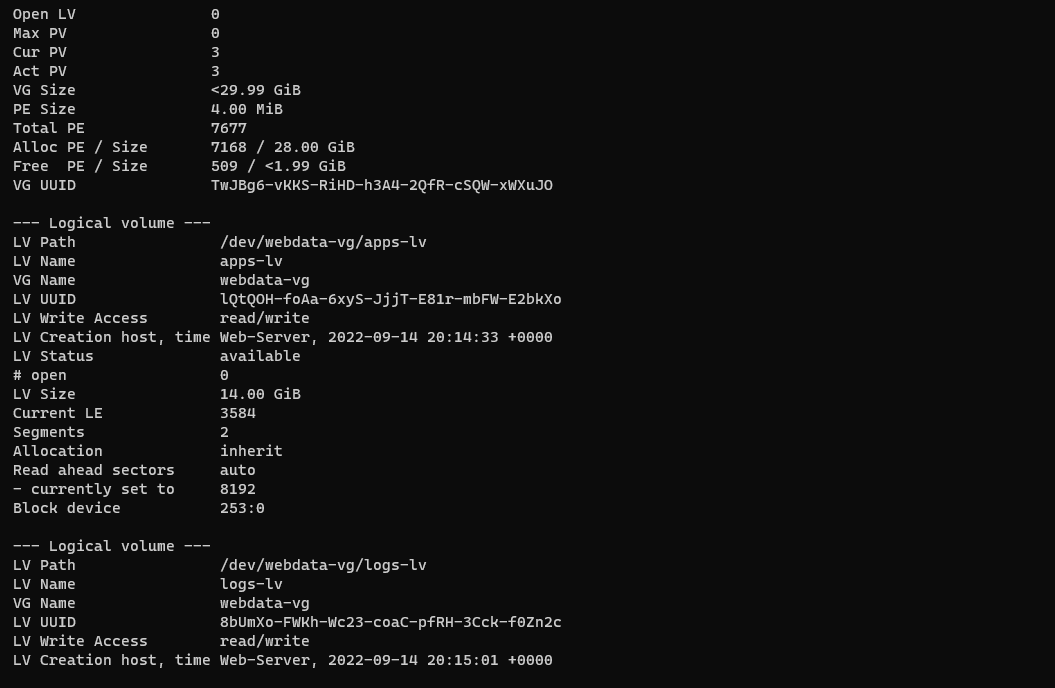 Open LV               0
Max PV                0
Cur PV                3
Act PV                3
VG Size               <29.99 GiB
PE Size               4.00 MiB
Total PE              7677
Alloc PE / Size       7168 / 28.00 GiB
Free  PE / Size       509 / <1.99 GiB
VG UUID               TwJBg6-vKKS-RiHD-h3A4-2QfR-cSQW-xWXuJO

--- Logical volume ---
LV Path                /dev/webdata-vg/apps-lv
LV Name                apps-lv
VG Name                webdata-vg
LV UUID                lQtQOH-foAa-6xyS-JjjT-E81r-mbFW-E2bkXo
LV Write Access        read/write
LV Creation host, time Web-Server, 2022-09-14 20:14:33 +0000
LV Status              available
# open                 0
LV Size                14.00 GiB
Current LE             3584
Segments               2
Allocation             inherit
Read ahead sectors     auto
- currently set to     8192
Block device           253:0

--- Logical volume ---
LV Path                /dev/webdata-vg/logs-lv
LV Name                logs-lv
VG Name                webdata-vg
LV UUID                8bUmXo-FWKh-Wc23-coaC-pfRH-3Cck-f0Zn2c
LV Write Access        read/write
LV Creation host, time Web-Server, 2022-09-14 20:15:01 +0000